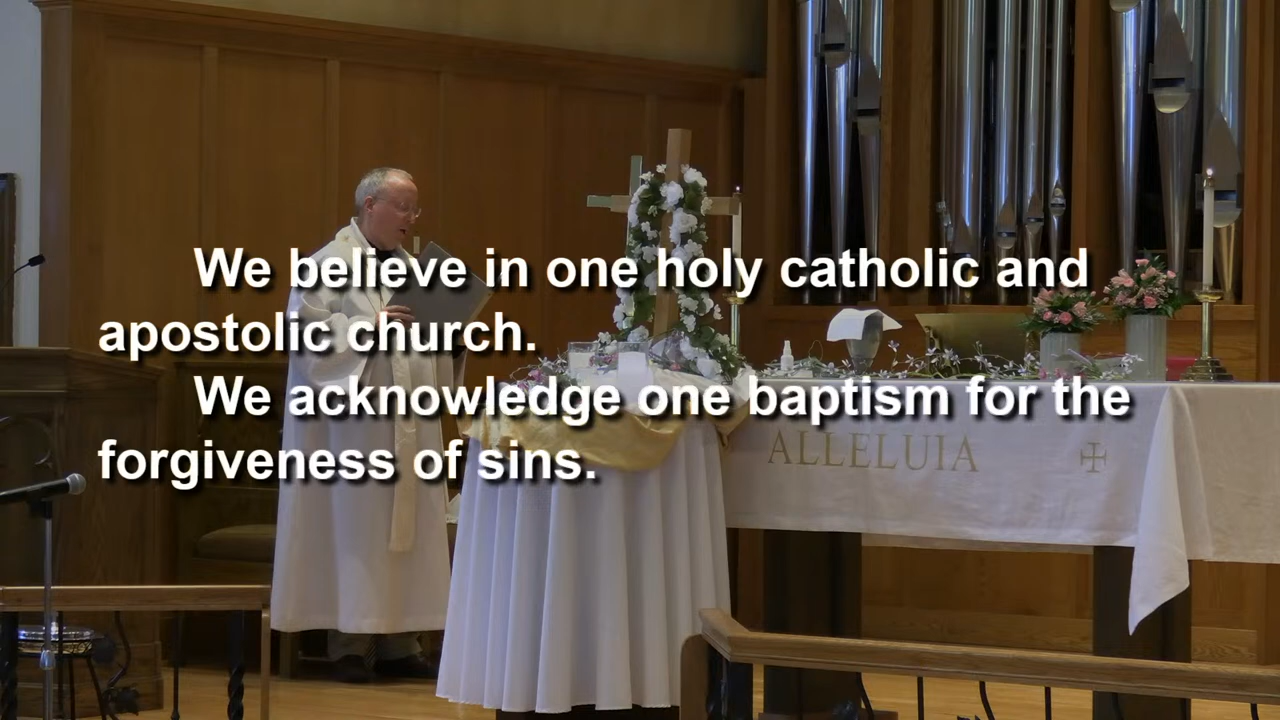 We believe in one holy catholic and
apostolic church.
We acknowledge one baptism for the
forgiveness of sins.
ALLELUIA